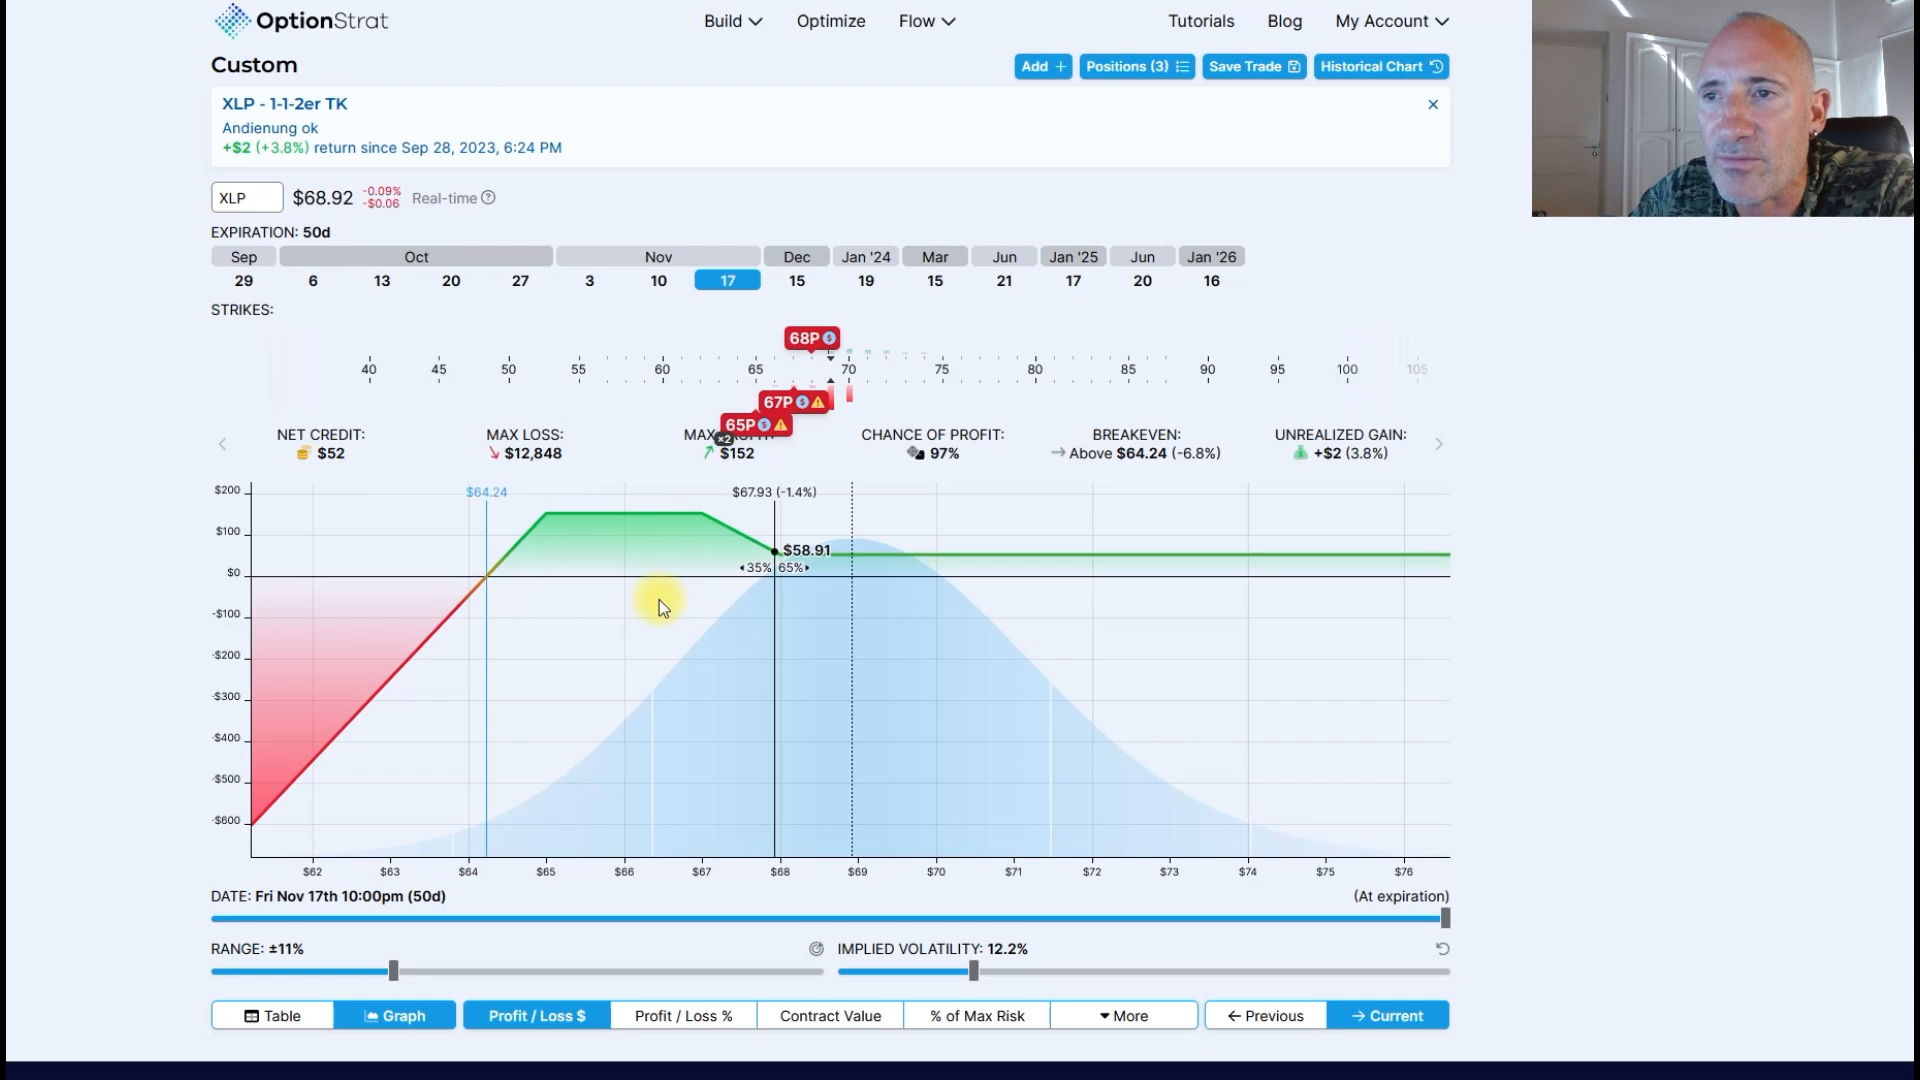 OptionStrat
Build Optimize Flow Tutorials Blog My Account
Custom Add + Positions (3) Save Trade Historical Chart
XLP - 1-1-2er TK ×
Andienung ok
+$2 (+3.8%) return since Sep 28, 2023, 6:24 PM
XLP $68.92 -0.09% Real-time ?
-$0.06
EXPIRATION: 50d
Sep Oct Nov Dec Jan '24 Mar Jun Jan '25 Jun Jan '26
29 6 13 20 27 3 10 17 15 19 15 21 17 20 16
STRIKES:
68P $
40 45 50 55 60 65 70 75 80 85 90 95 100 105
67P $
65P $
x2
NET CREDIT: MAX LOSS: CHANCE OF PROFIT: BREAKEVEN: UNREALIZED GAIN:
$52 $12,848 $152 97% Above $64.24 (-6.8%) +$2 (3.8%)
$200 $64.24 $67.93 (-1.4%)
$100
$58.91
35% 65%
$0
-$100
-$200
-$300
-$400
-$500
-$600
$62 $63 $64 $65 $66 $67 $68 $69 $70 $71 $72 $73 $74 $75 $76
DATE: Fri Nov 17th 10:00pm (50d) (At expiration)
RANGE: ±11% IMPLIED VOLATILITY: 12.2%
Table Graph Profit / Loss $ Profit / Loss % Contract Value % of Max Risk More ← Previous → Current